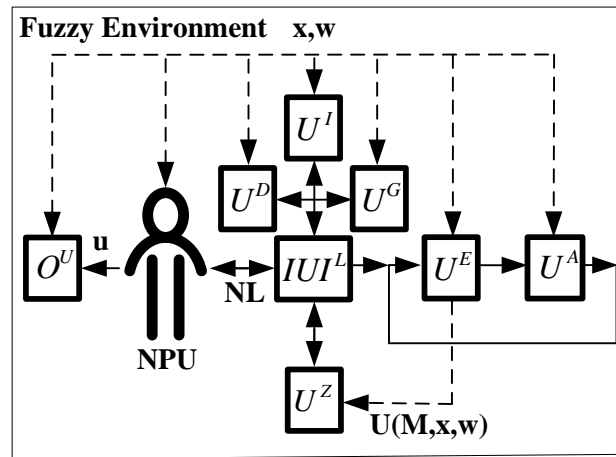 Fuzzy Environment x,w
U^I
U^D
U^G
O^U
u
NL
IUI^L
U^E
U^A
NPU
U^Z
U(M,x,w)